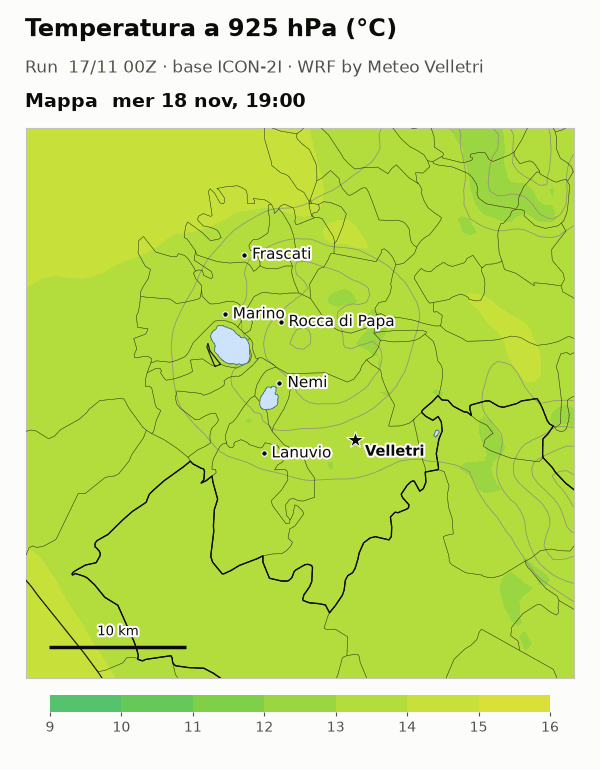 Temperatura a 925 hPa (°C)
Run  17/11 00Z · base ICON-2I · WRF by Meteo Velletri
Mappa  mer 18 nov, 19:00
Frascati
Marino
Rocca di Papa
Nemi
Velletri
Lanuvio
10 km
9 10 11 12 13 14 15 16